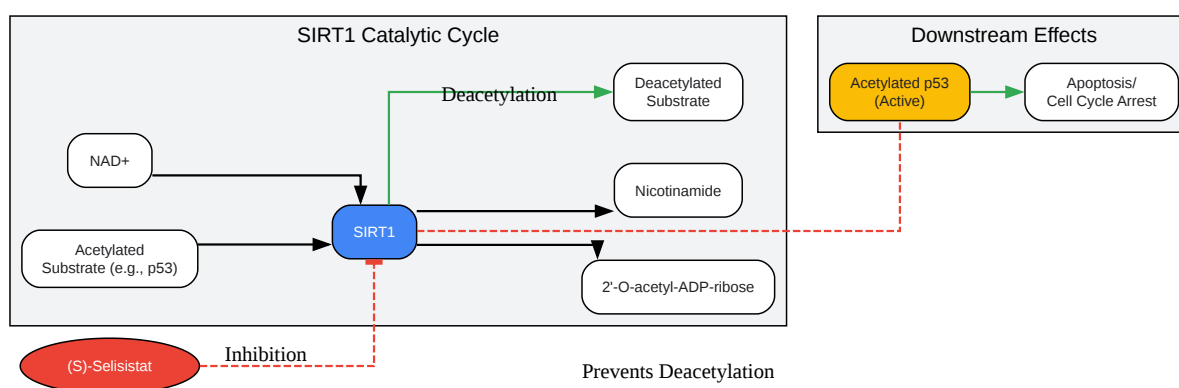 SIRT1 Catalytic Cycle
Downstream Effects
Deacetylation
Deacetylated
Substrate
Acetylated p53
(Active)
Apoptosis/
Cell Cycle Arrest
NAD+
Nicotinamide
SIRT1
Acetylated
Substrate (e.g., p53)
2'-O-acetyl-ADP-ribose
(S)-Selisistat
Inhibition
Prevents Deacetylation